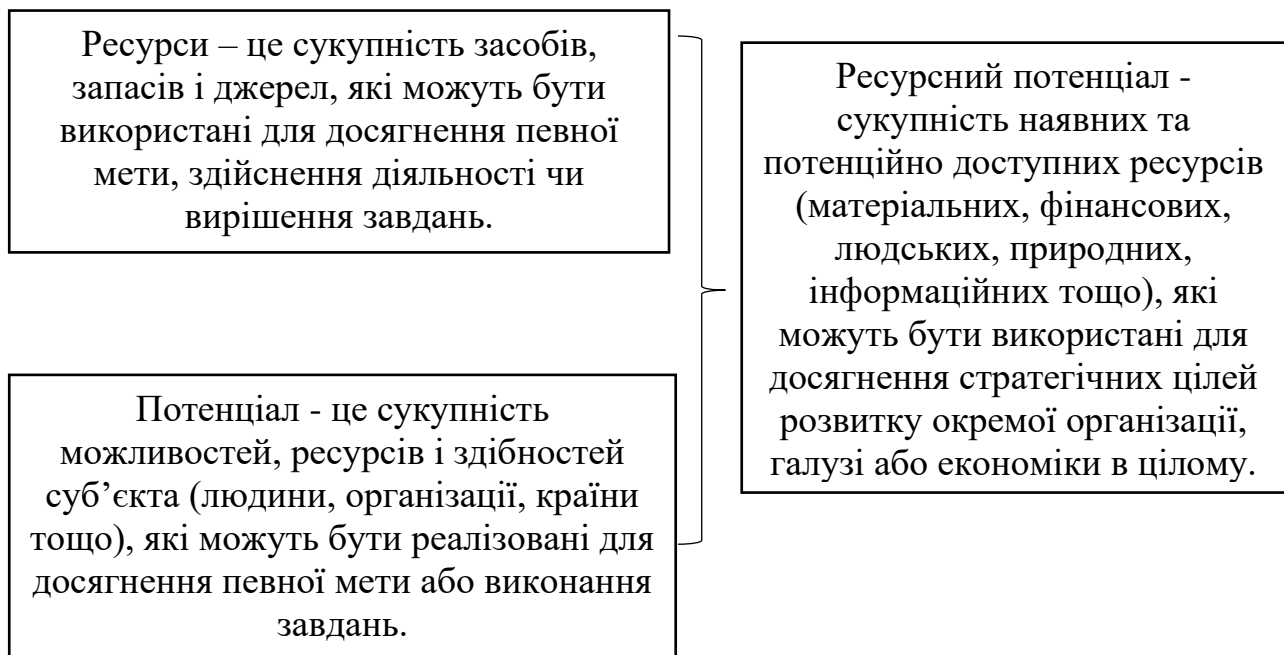 Ресурси – це сукупність засобів,
запасів і джерел, які можуть бути
використані для досягнення певної
мети, здійснення діяльності чи
вирішення завдань.
Потенціал - це сукупність
можливостей, ресурсів і здібностей
суб’єкта (людини, організації, країни
тощо), які можуть бути реалізовані для
досягнення певної мети або виконання
завдань.
Ресурсний потенціал -
сукупність наявних та
потенційно доступних ресурсів
(матеріальних, фінансових,
людських, природних,
інформаційних тощо), які
можуть бути використані для
досягнення стратегічних цілей
розвитку окремої організації,
галузі або економіки в цілому.